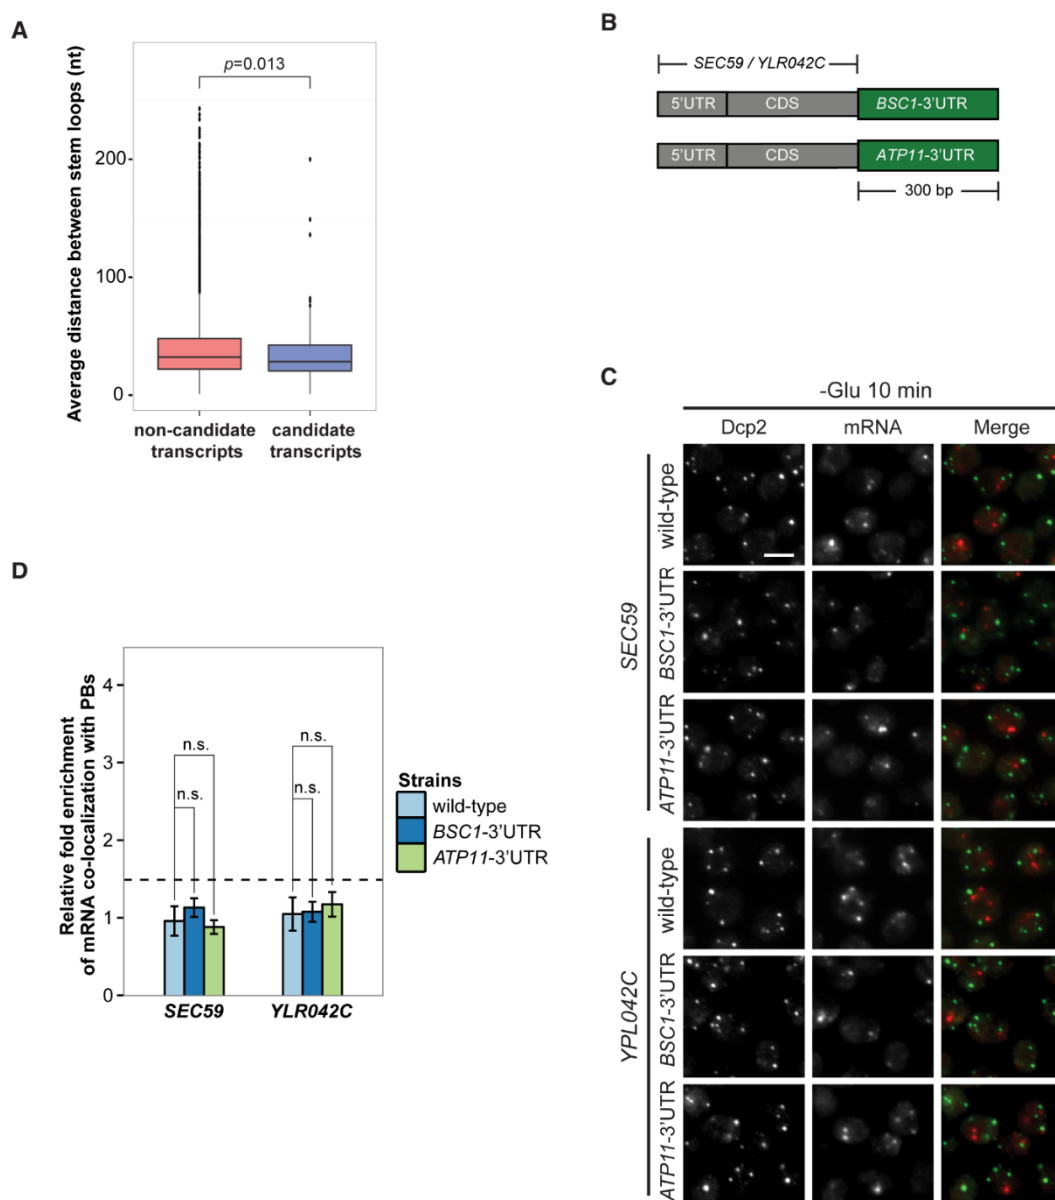 A
Average distance between stem loops (nt)
p=0.013
200
100
0
non-candidate
transcripts
candidate
transcripts
B
SEC59 / YLR042C
5'UTR
CDS
BSC1-3'UTR
5'UTR
CDS
ATP11-3'UTR
300 bp
C
-Glu 10 min
Dcp2
mRNA
Merge
SEC59
wild-type
BSC1-3'UTR
ATP11-3'UTR
YPL042C
wild-type
BSC1-3'UTR
ATP11-3'UTR
D
Relative fold enrichment
of mRNA co-localization with PBs
4
3
2
1
0
n.s.
n.s.
n.s.
n.s.
SEC59
YLR042C
Strains
wild-type
BSC1-3'UTR
ATP11-3'UTR